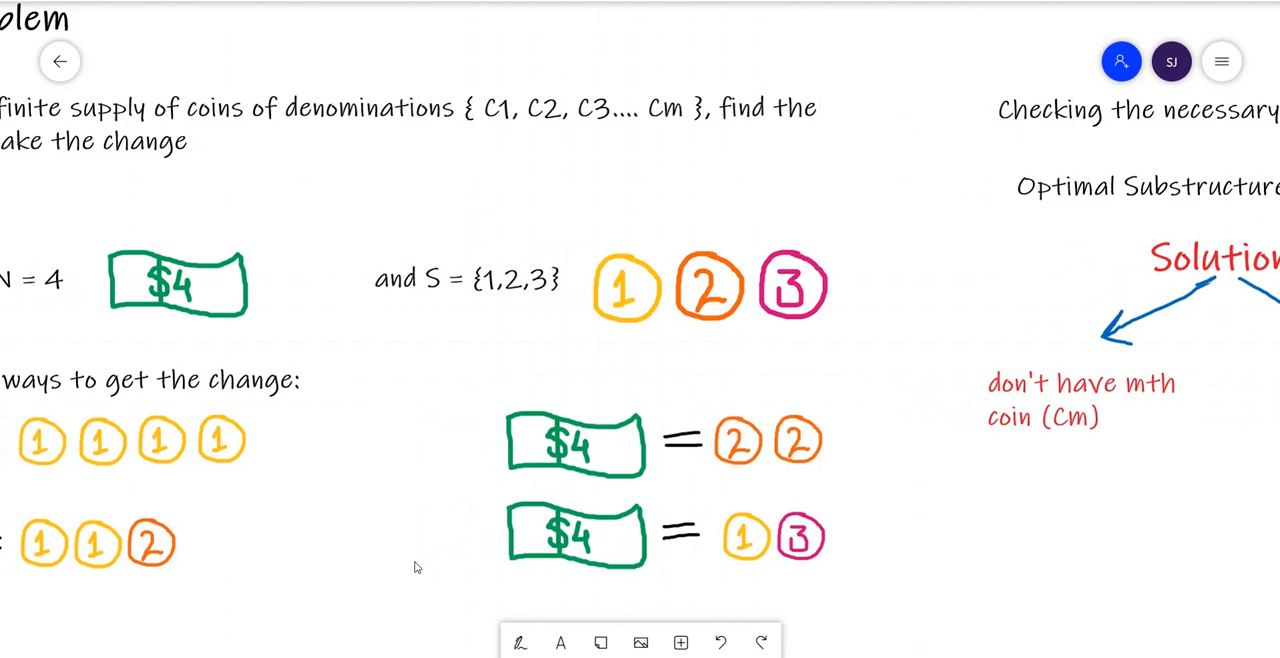 olem
SJ
finite supply of coins of denominations { C1, C2, C3.... Cm }, find the
ake the change
Checking the necessary
Optimal Substructure
Solution
N = 4
$4
and S = {1,2,3}
1 2 3
don't have mth
coin (Cm)
ways to get the change:
1 1 1 1
$4 = 2 2
= 1 1 2
$4 = 1 3
A